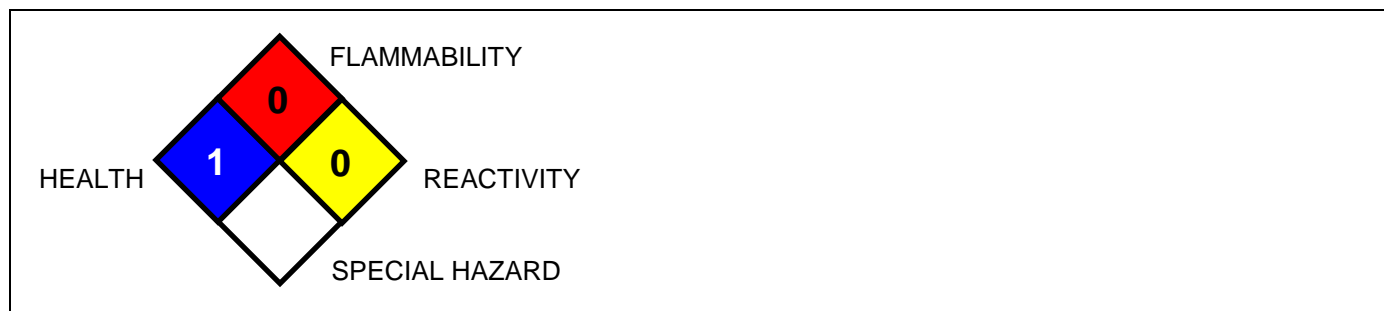 FLAMMABILITY
0
HEALTH
1
0
REACTIVITY
SPECIAL HAZARD